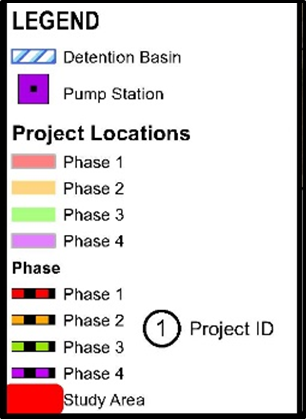 LEGEND
Detention Basin
Pump Station
Project Locations
Phase 1
Phase 2
Phase 3
Phase 4
Phase
Phase 1
Phase 2
Phase 3
Phase 4
1 Project ID
Study Area